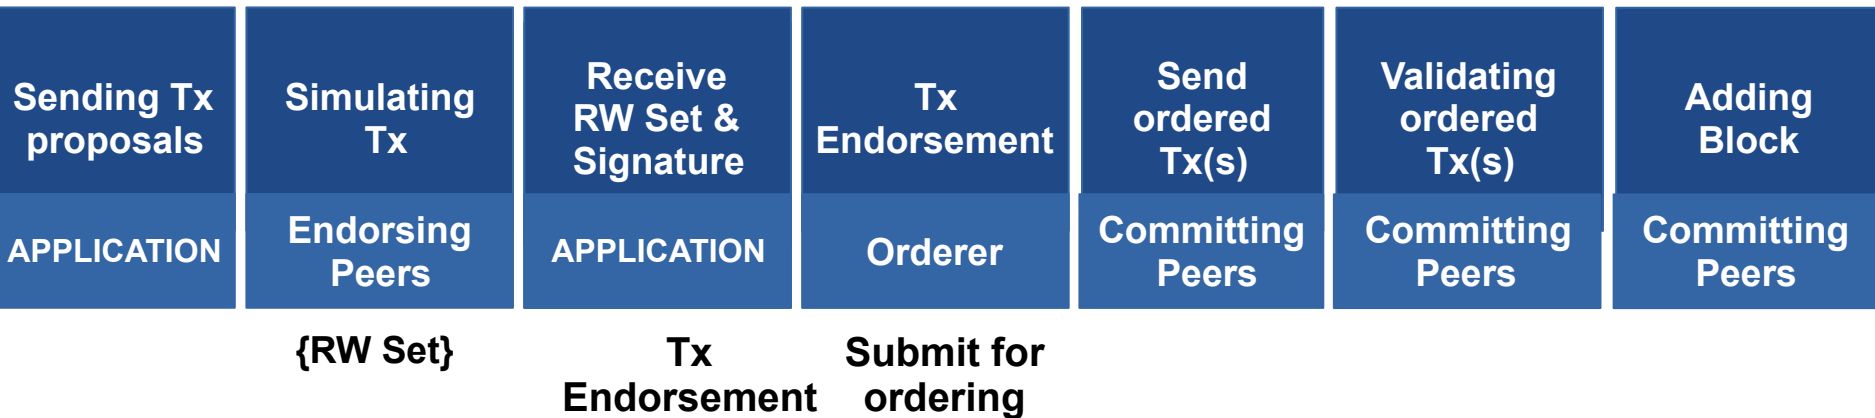 Sending Tx
proposals
APPLICATION
Simulating
Tx
Endorsing
Peers
{RW Set}
Receive
RW Set &
Signature
APPLICATION
Tx
Endorsement
Tx
Endorsement
Orderer
Submit for
ordering
Send
ordered
Tx(s)
Committing
Peers
Validating
ordered
Tx(s)
Committing
Peers
Adding
Block
Committing
Peers